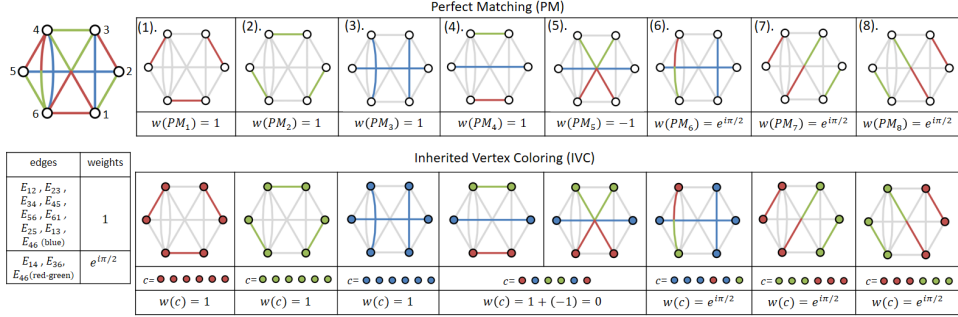 Perfect Matching (PM)
4 3 5 2 6 1
(1). (2). (3). (4). (5). (6). (7). (8).
w(PM₁) = 1 w(PM₂) = 1 w(PM₃) = 1 w(PM₄) = 1 w(PM₅) = −1 w(PM₆) = e^{iπ/2} w(PM₇) = e^{iπ/2} w(PM₈) = e^{iπ/2}
Inherited Vertex Coloring (IVC)
edges weights
E₁₂ , E₂₃ ,
E₃₄ , E₄₅ ,
E₅₆ , E₆₁ ,
E₂₅ , E₁₃ ,
E₄₆ (blue)
1
E₁₄ , E₃₆,
E₄₆(red-green)
e^{iπ/2}
c= c= c= c= c= c= c=
w(c) = 1 w(c) = 1 w(c) = 1 w(c) = 1 + (−1) = 0 w(c) = e^{iπ/2} w(c) = e^{iπ/2} w(c) = e^{iπ/2}